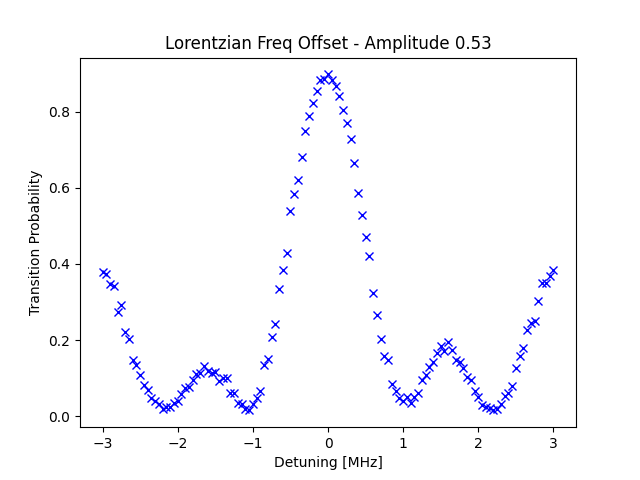 Lorentzian Freq Offset - Amplitude 0.53
Transition Probability
0.8
0.6
0.4
0.2
0.0
−3 −2 −1 0 1 2 3
Detuning [MHz]